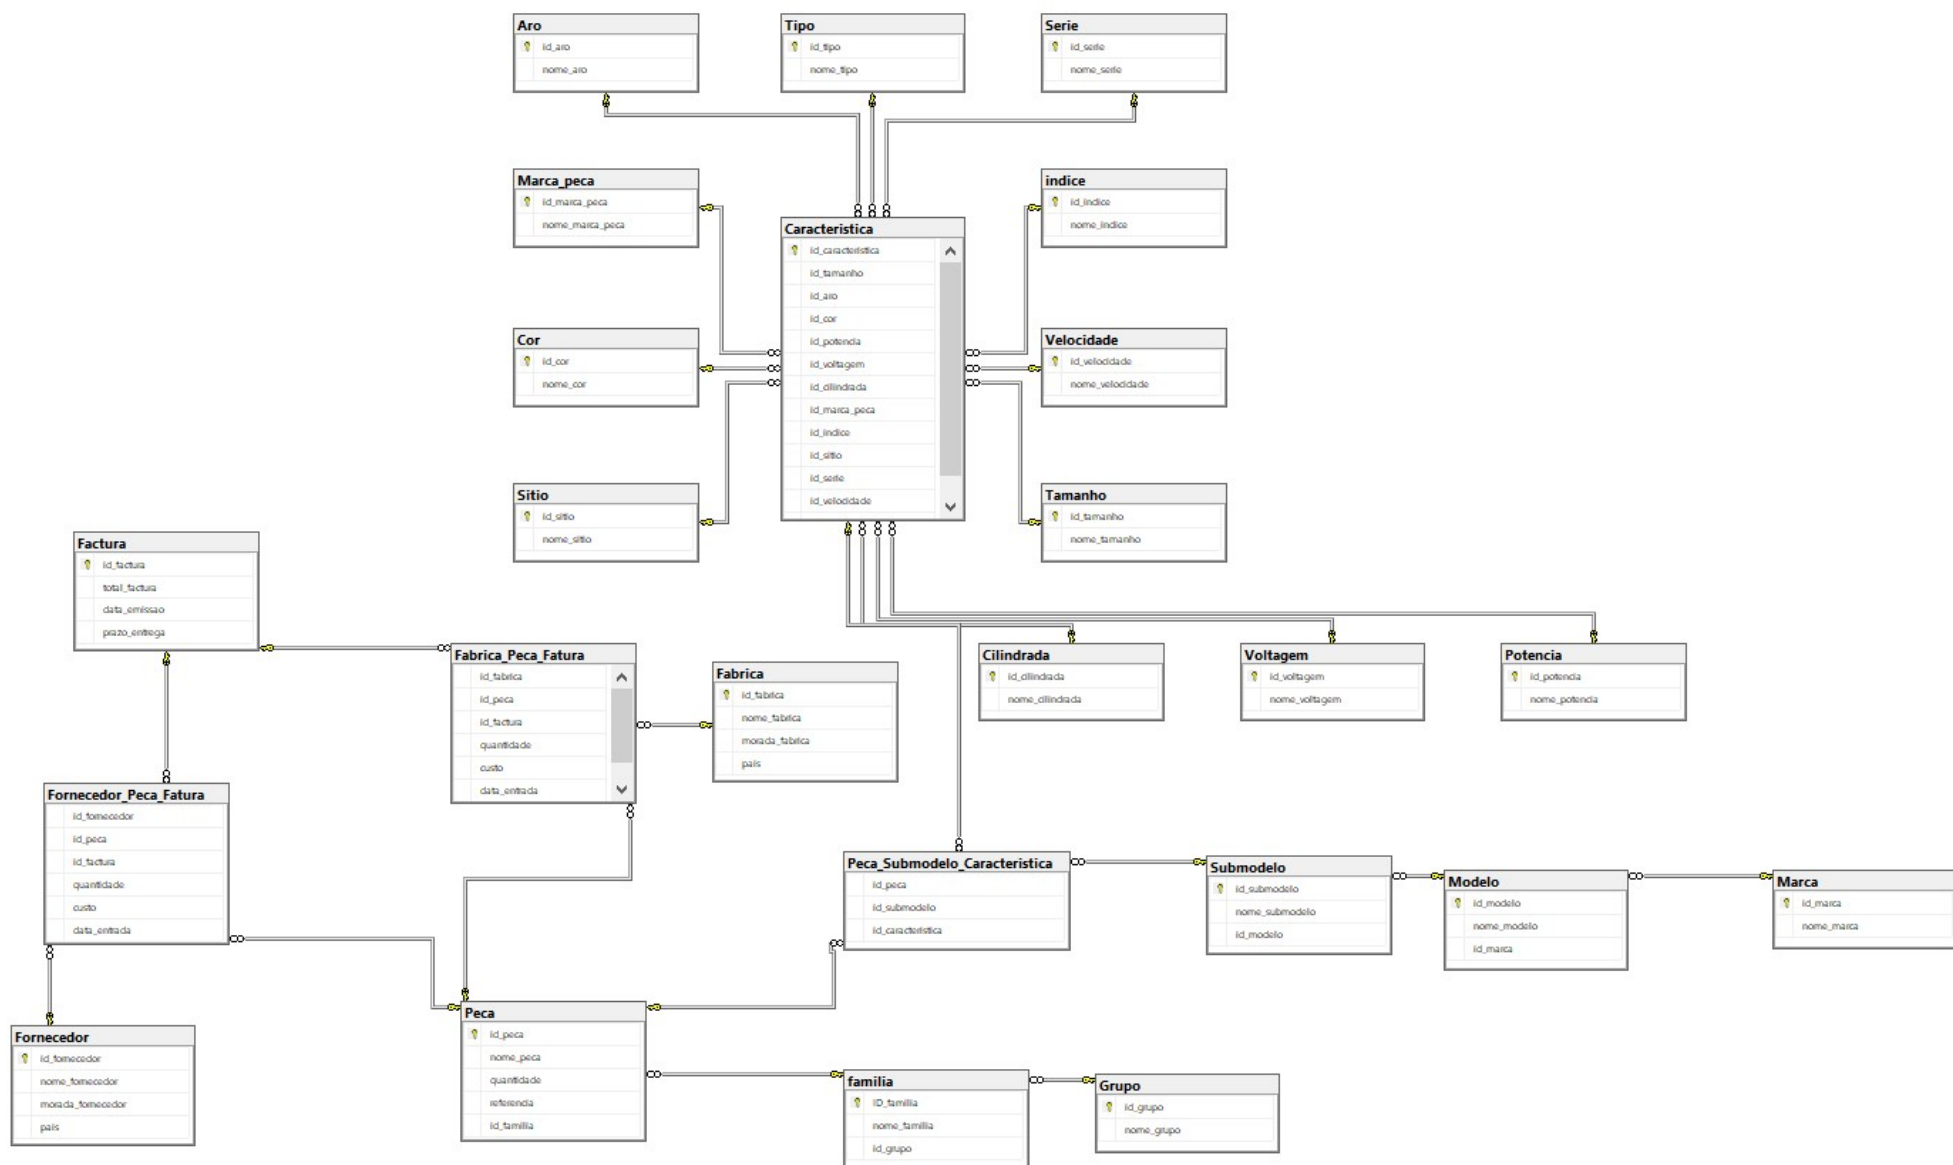 Aro
id_aro
nome_aro
Tipo
id_tipo
nome_tipo
Serie
id_serie
nome_serie
Marca_peca
id_marca_peca
nome_marca_peca
indice
id_indice
nome_indice
Caracteristica
id_caracteristica
id_tamanho
id_aro
id_cor
id_potencia
id_voltagem
id_cilindrada
id_marca_peca
id_indice
id_sitio
id_serie
id_velocidade
Cor
id_cor
nome_cor
Velocidade
id_velocidade
nome_velocidade
Sitio
id_sitio
nome_sitio
Tamanho
id_tamanho
nome_tamanho
Factura
id_factura
total_factura
data_emissao
prazo_entrega
Fabrica_Peca_Fatura
id_fabrica
id_peca
id_factura
quantidade
custo
data_entrada
Fabrica
id_fabrica
nome_fabrica
morada_fabrica
pais
Cilindrada
id_cilindrada
nome_cilindrada
Voltagem
id_voltagem
nome_voltagem
Potencia
id_potencia
nome_potencia
Fornecedor_Peca_Fatura
id_fornecedor
id_peca
id_factura
quantidade
custo
data_entrada
Peca_Submodelo_Caracteristica
id_peca
id_submodelo
id_caracteristica
Submodelo
id_submodelo
nome_submodelo
id_modelo
Modelo
id_modelo
nome_modelo
id_marca
Marca
id_marca
nome_marca
Fornecedor
id_fornecedor
nome_fornecedor
morada_fornecedor
pais
Peca
id_peca
nome_peca
quantidade
referencia
id_familia
familia
ID_familia
nome_familia
id_grupo
Grupo
id_grupo
nome_grupo